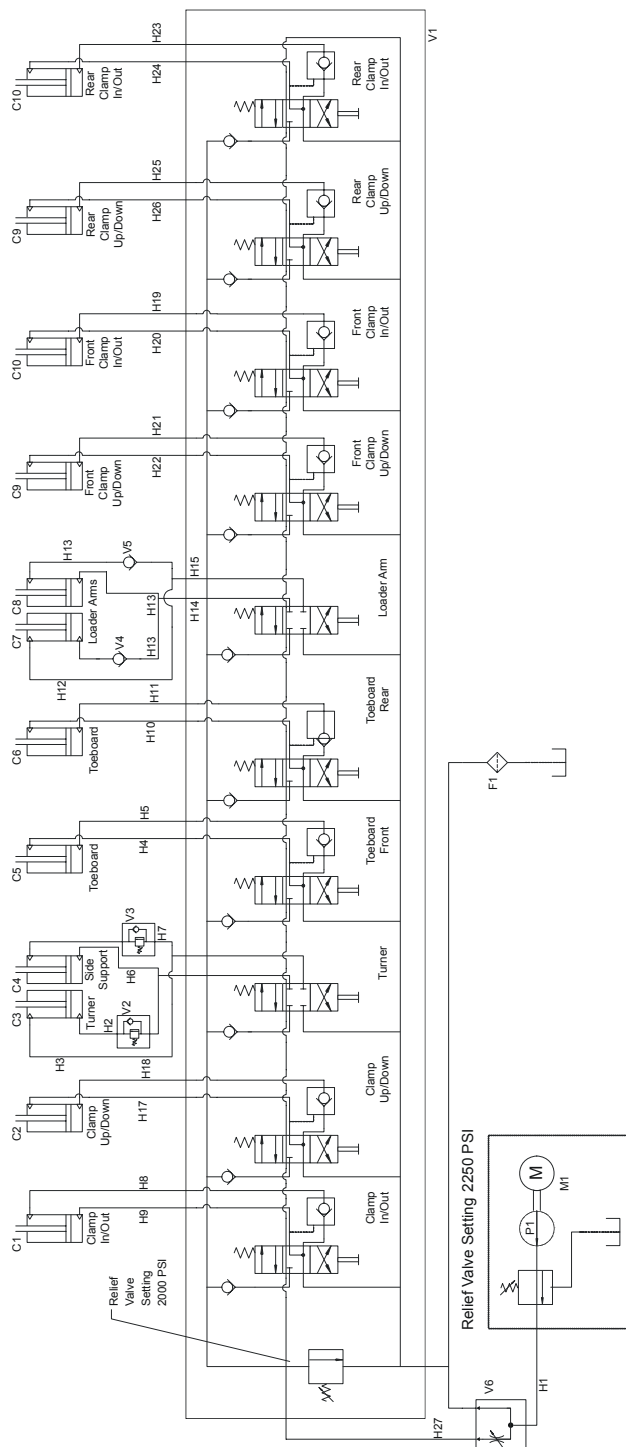 C1
C2
C3
C4
C5
C6
C7
C8
C9
C10
C9
C10
Clamp
In/Out
Clamp
Up/Down
Turner
Side
Support
Toeboard
Toeboard
Loader Arms
Front
Clamp
Up/Down
Front
Clamp
In/Out
Rear
Clamp
Up/Down
Rear
Clamp
In/Out
H3
H2
V2
V3
H6
H7
H12
V4
H13
H13
H13
V5
H9
H8
H17
H18
H4
H5
H10
H11
H14
H15
H22
H21
H20
H19
H26
H25
H24
H23
Relief
Valve
Setting
2000 PSI
Clamp
In/Out
Clamp
Up/Down
Turner
Toeboard
Front
Toeboard
Rear
Loader Arm
Front
Clamp
Up/Down
Front
Clamp
In/Out
Rear
Clamp
Up/Down
Rear
Clamp
In/Out
V1
H27
V6
H1
Relief Valve Setting 2250 PSI
P1
M
M1
F1